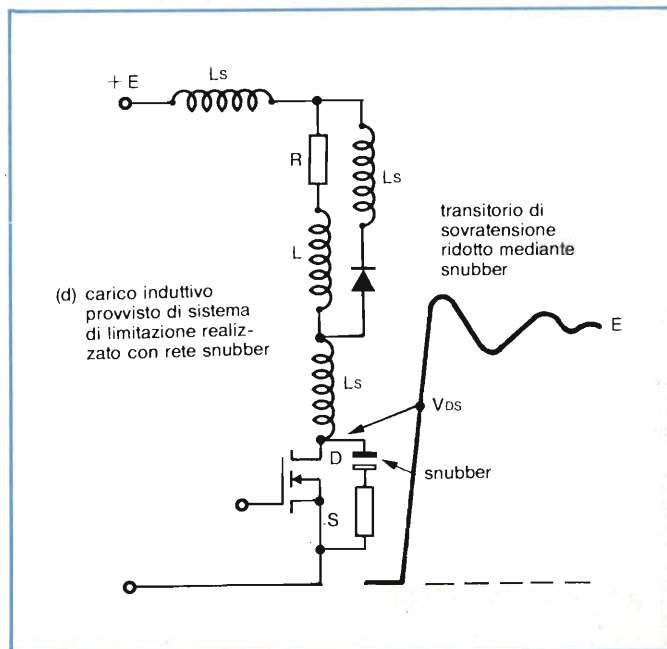 + E
Ls
R
Ls
L
transitorio di
sovratensione
ridotto mediante
snubber
(d) carico induttivo
provvisto di sistema
di limitazione realiz-
zato con rete snubber
E
Ls
VDS
D
snubber
S